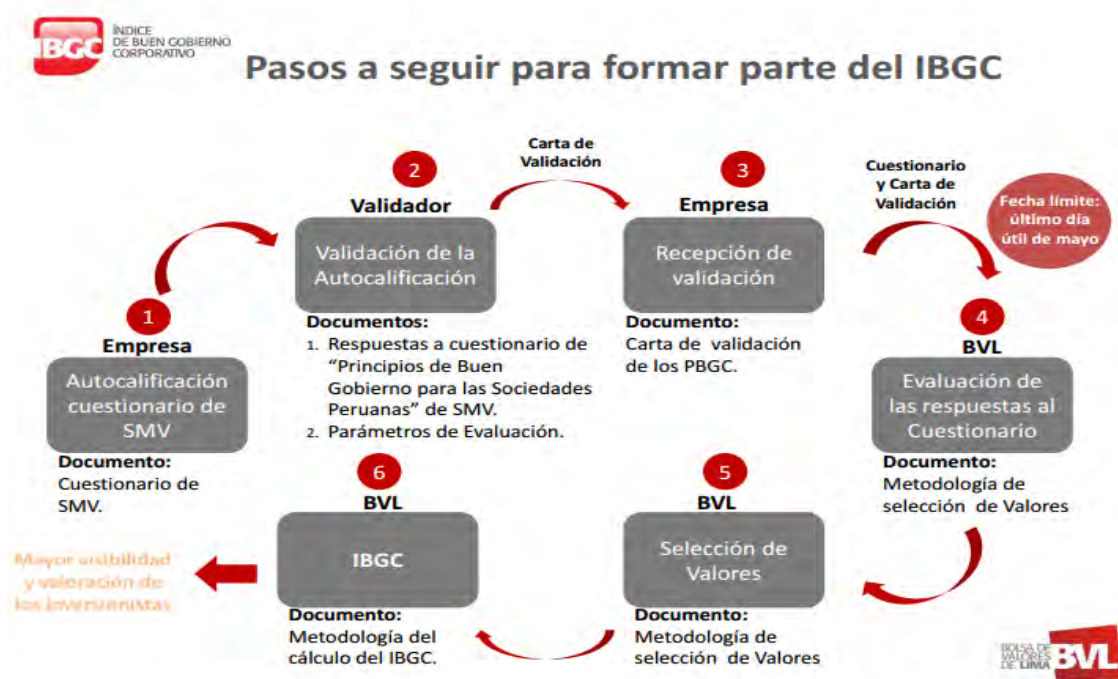 IBGC
ÍNDICE
DE BUEN GOBIERNO
CORPORATIVO
Pasos a seguir para formar parte del IBGC
1
Empresa
Autocalificación
cuestionario de
SMV
Documento:
Cuestionario de
SMV.
2
Validador
Validación de la
Autocalificación
Documentos:
1. Respuestas a cuestionario de
“Principios de Buen
Gobierno para las Sociedades
Peruanas” de SMV.
2. Parámetros de Evaluación.
Carta de
Validación
3
Empresa
Recepción de
validación
Documento:
Carta de validación
de los PBGC.
Cuestionario
y Carta de
Validación
Fecha límite:
último día
útil de mayo
4
BVL
Evaluación de
las respuestas al
Cuestionario
Documento:
Metodología de
selección de Valores
5
BVL
Selección de
Valores
Documento:
Metodología de
selección de Valores
6
BVL
IBGC
Documento:
Metodología del
cálculo del IBGC.
Mayor visibilidad
y valoración de
los inversionistas
BOLSA DE
VALORES
DE LIMA
BVL